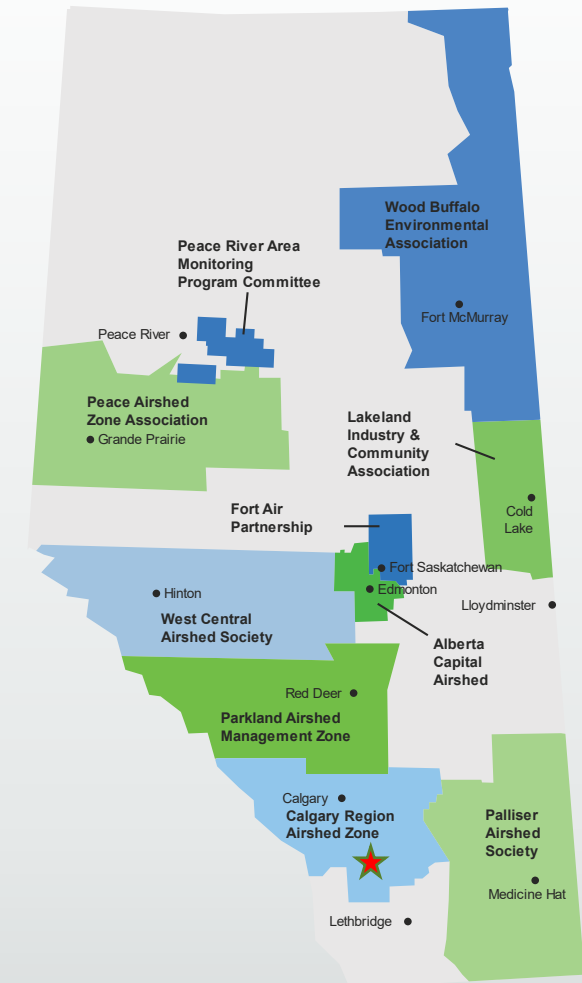 Wood Buffalo
Environmental
Association
Peace River Area
Monitoring
Program Committee
Fort McMurray
Peace River
Peace Airshed
Zone Association
Grande Prairie
Lakeland
Industry &
Community
Association
Cold
Lake
Fort Air
Partnership
Fort Saskatchewan
Edmonton
Hinton
Lloydminster
West Central
Airshed Society
Alberta
Capital
Airshed
Red Deer
Parkland Airshed
Management Zone
Calgary
Calgary Region
Airshed Zone
Palliser
Airshed
Society
Medicine Hat
Lethbridge